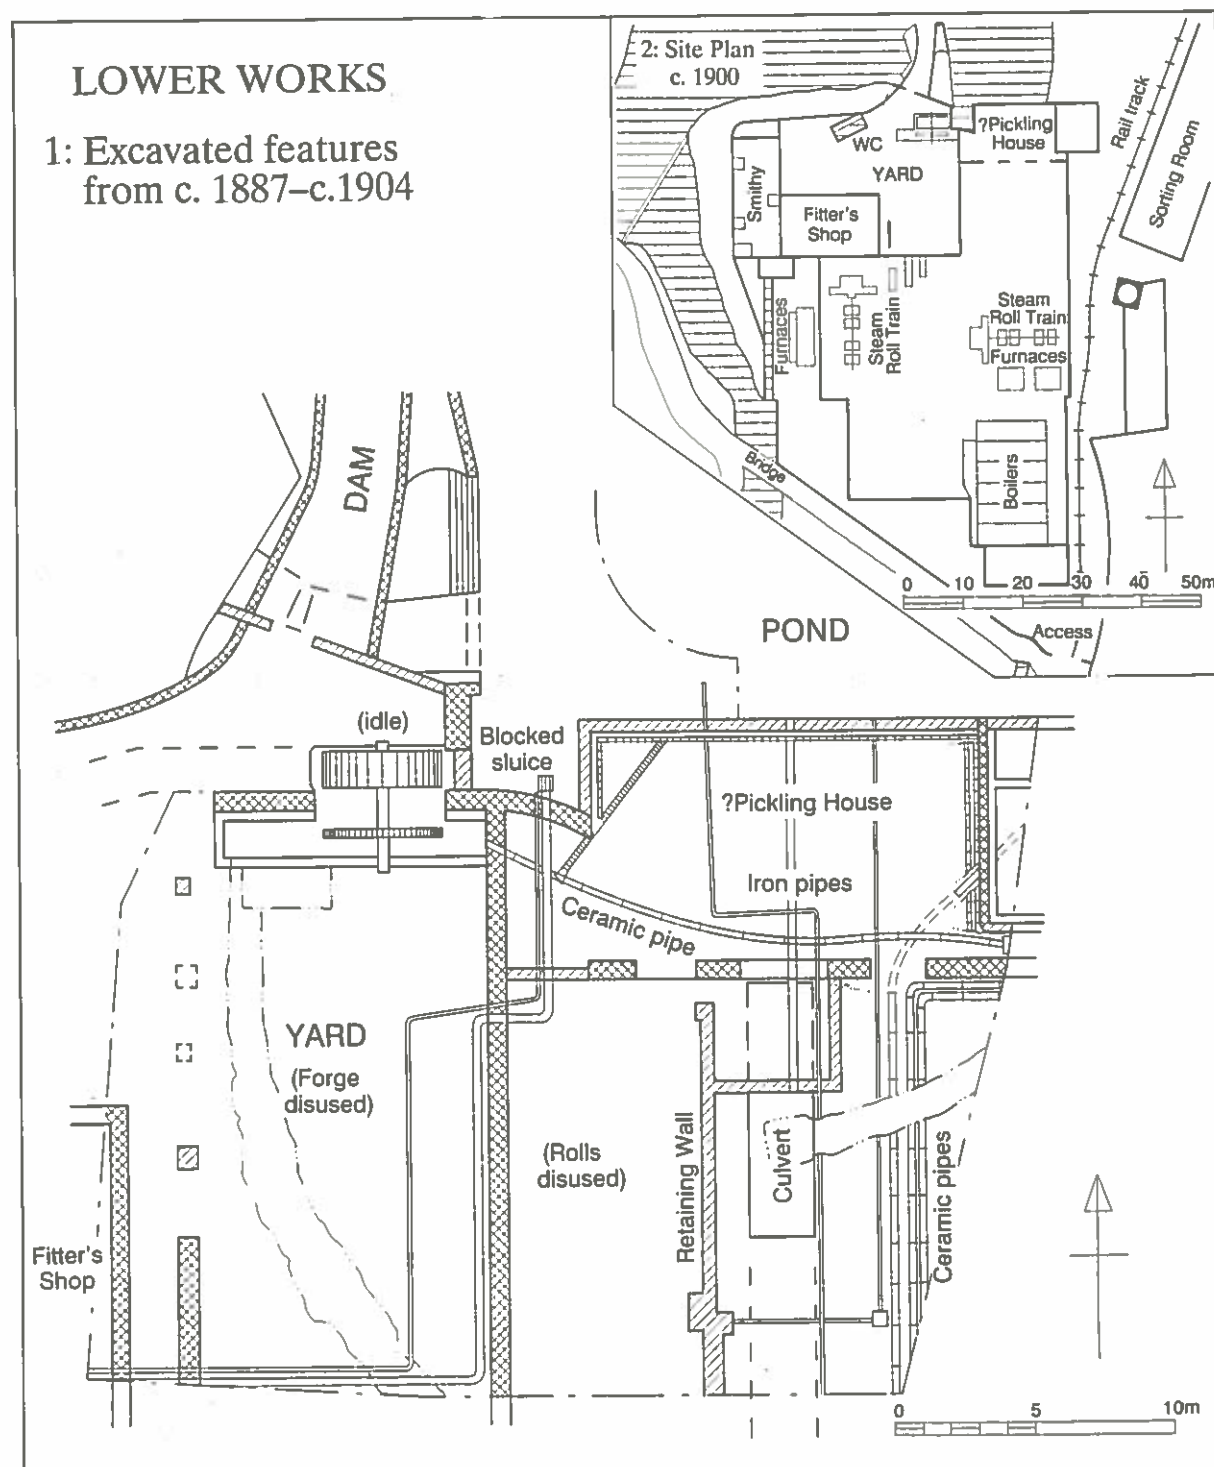 LOWER WORKS
1: Excavated features
from c. 1887–c.1904
2: Site Plan
c. 1900
WC
?Pickling
House
YARD
Smithy
Fitter's
Shop
Rail track
Sorting Room
Furnaces
Steam
Roll Train
Steam
Roll Train
Furnaces
Boilers
Bridge
0 10 20 30 40 50m
Access
DAM
POND
(idle)
Blocked
sluice
?Pickling House
Iron pipes
Ceramic pipe
YARD
(Forge
disused)
(Rolls
disused)
Retaining Wall
Culvert
Ceramic pipes
Fitter's
Shop
0 5 10m